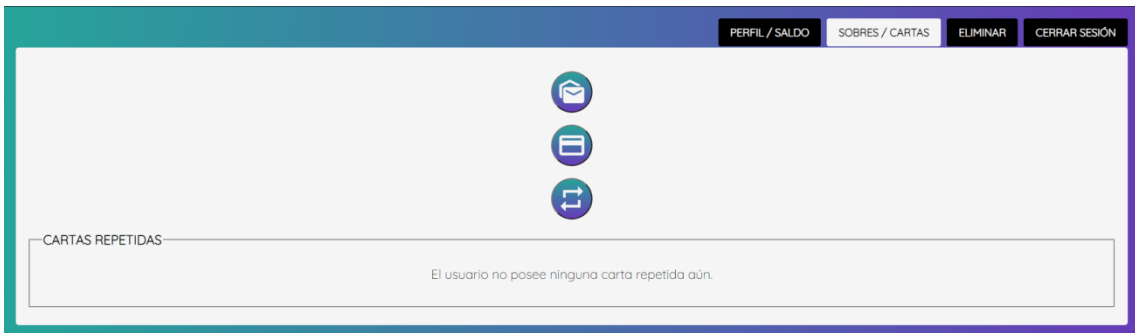 PERFIL / SALDO SOBRES / CARTAS ELIMINAR CERRAR SESIÓN
CARTAS REPETIDAS
El usuario no posee ninguna carta repetida aún.